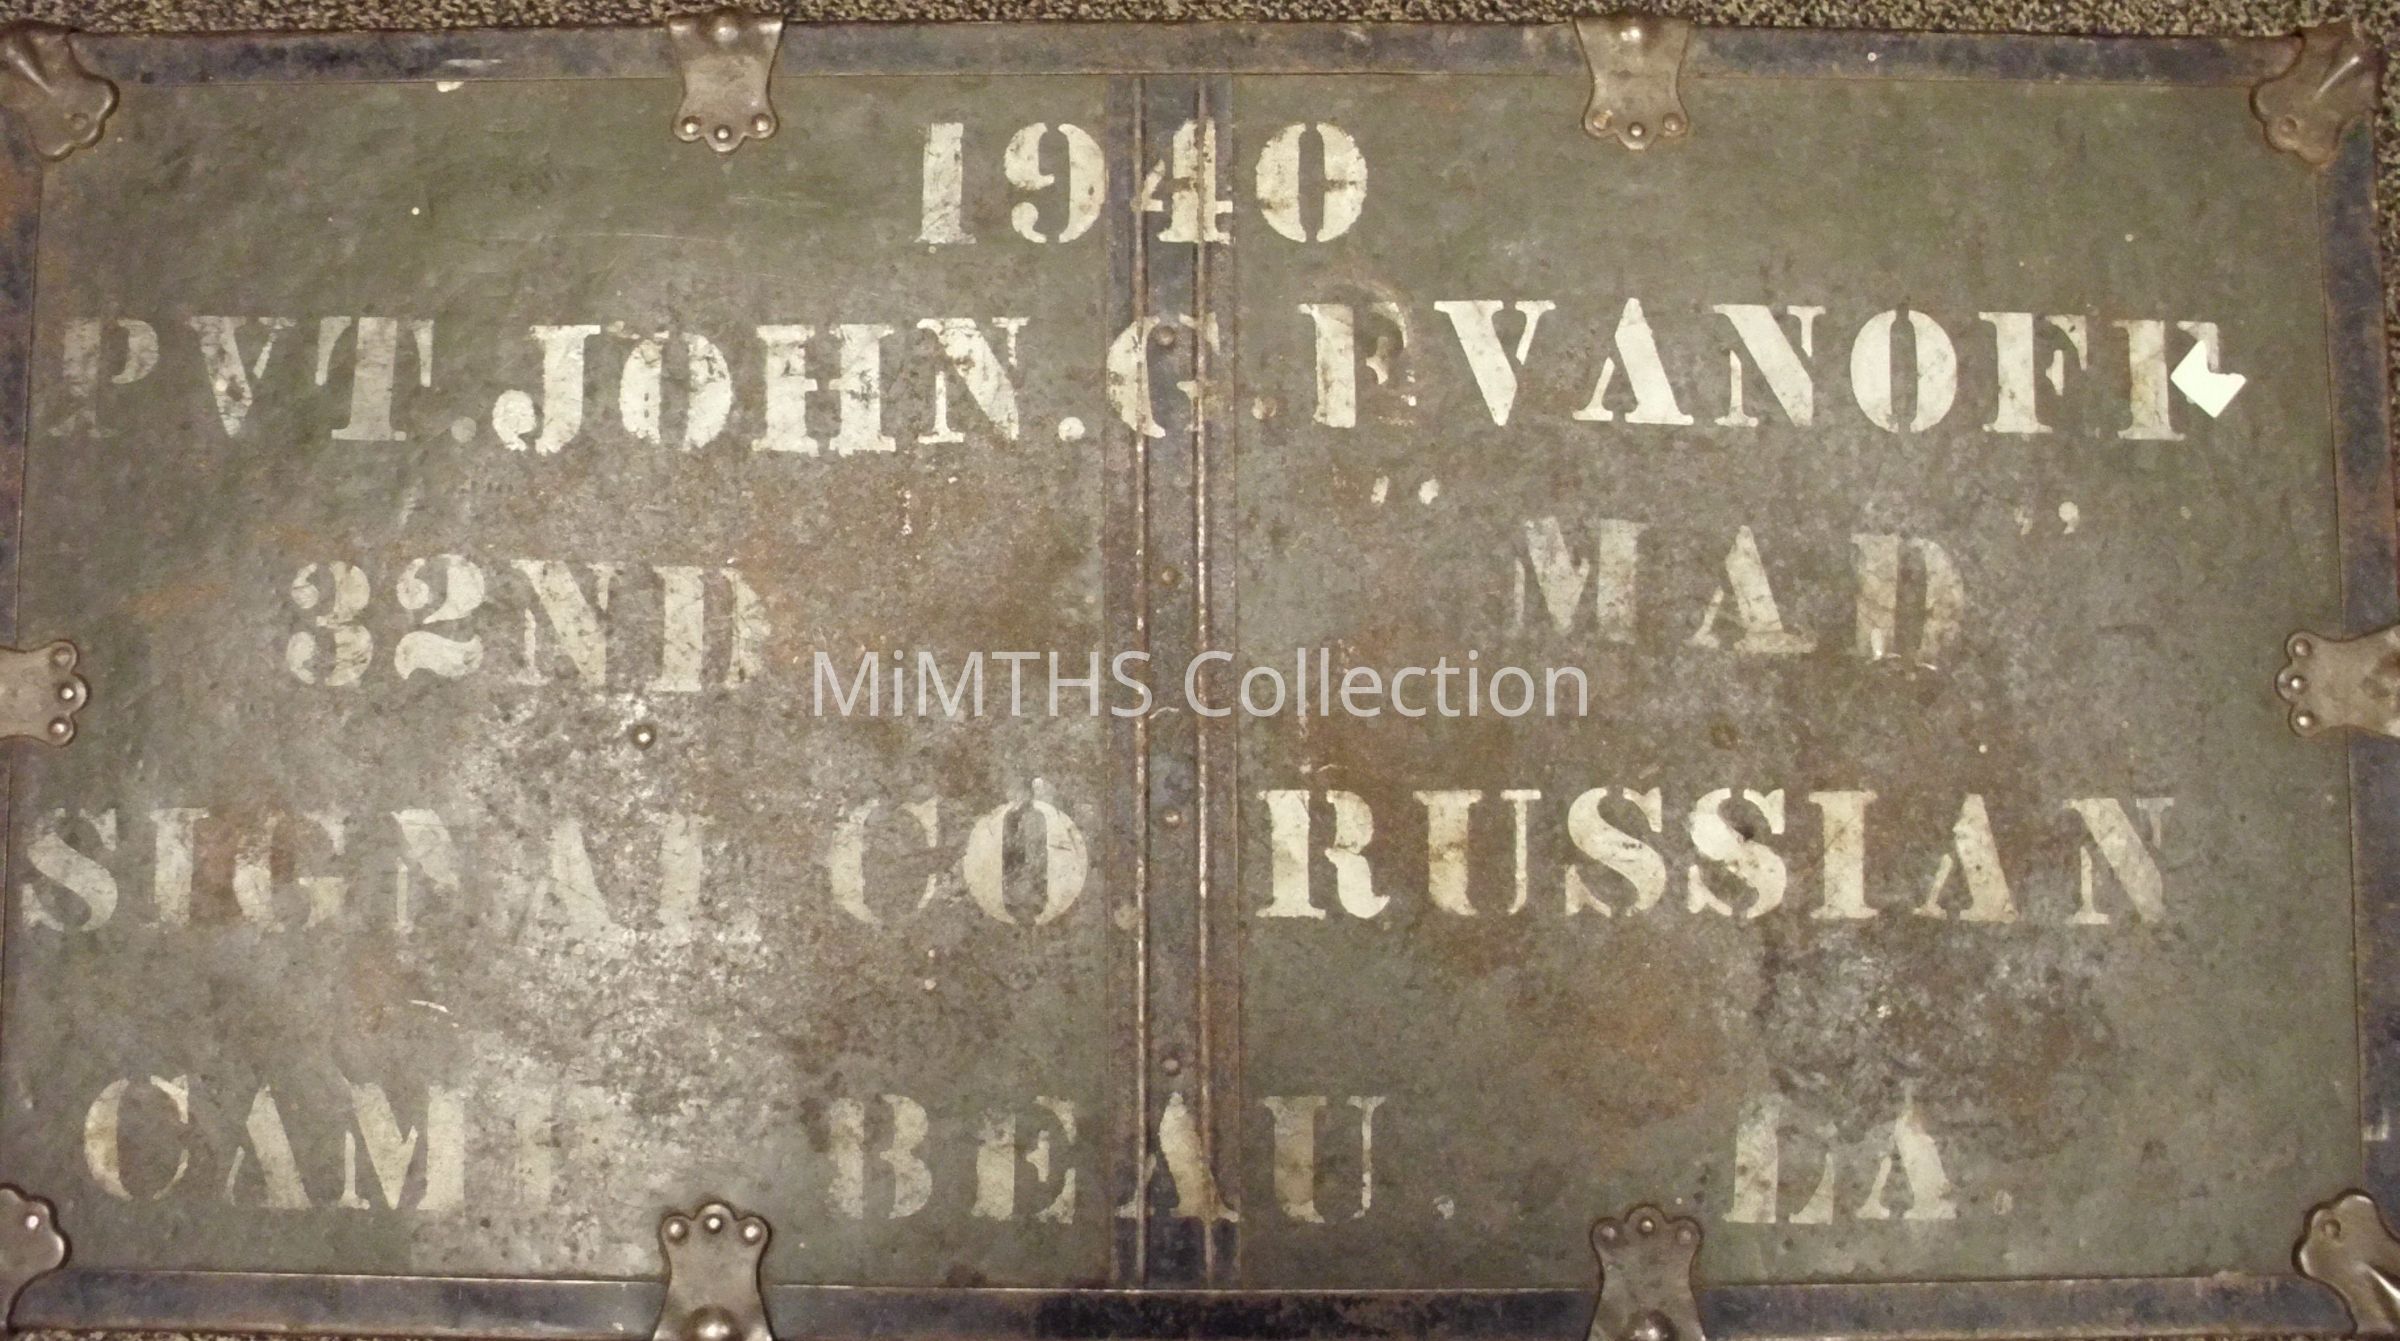 1940
PVT. JOHN. G. EVANOFF
32ND "MAD"
MiMTHS Collection
SIGNAL CO. RUSSIAN
CAMP BEAU. LA.